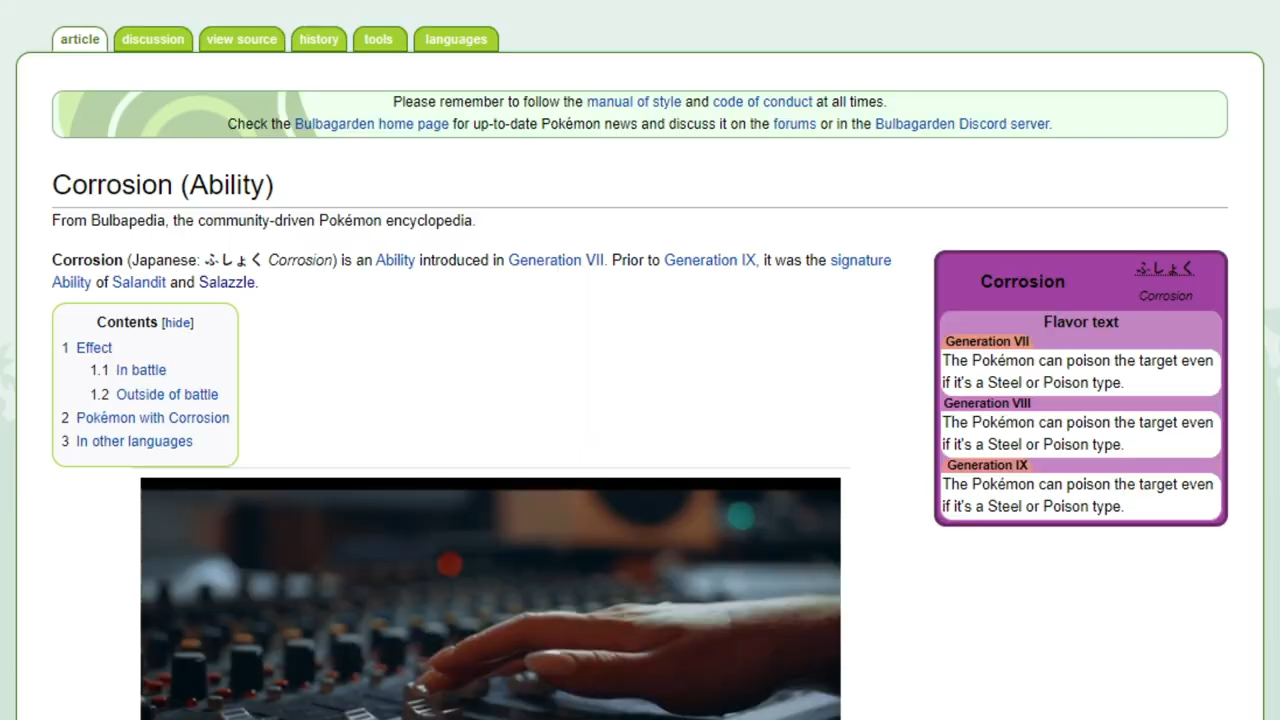 article
discussion
view source
history
tools
languages
Please remember to follow the manual of style and code of conduct at all times.
Check the Bulbagarden home page for up-to-date Pokémon news and discuss it on the forums or in the Bulbagarden Discord server.
Corrosion (Ability)
From Bulbapedia, the community-driven Pokémon encyclopedia.
Corrosion (Japanese: ふしょく Corrosion) is an Ability introduced in Generation VII. Prior to Generation IX, it was the signature
Ability of Salandit and Salazzle.
Contents [hide]
1 Effect
1.1 In battle
1.2 Outside of battle
2 Pokémon with Corrosion
3 In other languages
Corrosion
ふしょく
Corrosion
Flavor text
Generation VII
The Pokémon can poison the target even
if it's a Steel or Poison type.
Generation VIII
The Pokémon can poison the target even
if it's a Steel or Poison type.
Generation IX
The Pokémon can poison the target even
if it's a Steel or Poison type.